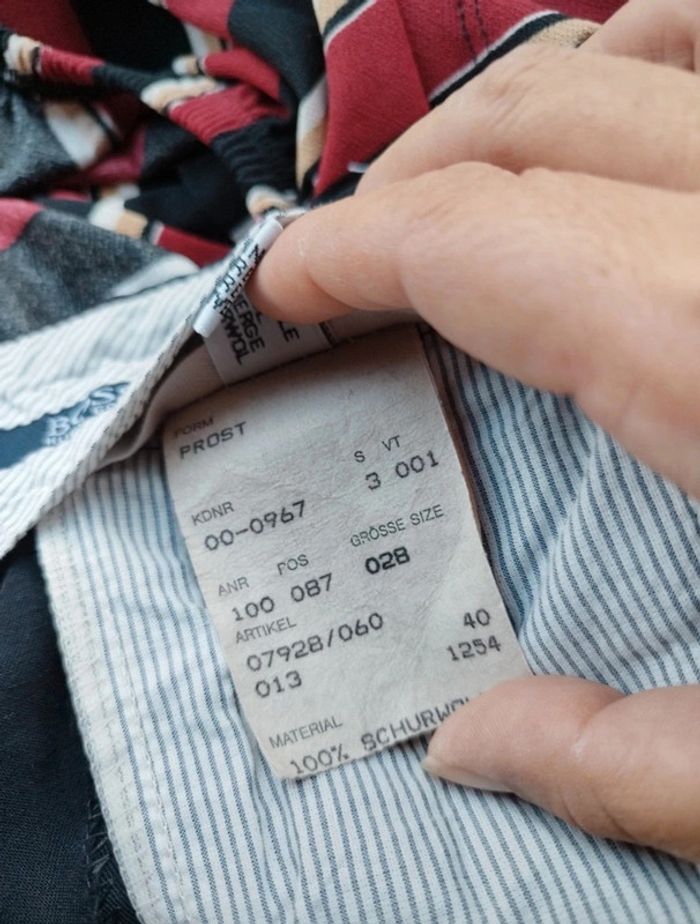 BOSS
FORM
PROST
S VT
3 001
KDNR
00-0967
GRÖSSE SIZE
028
ANR POS
100 087
ARTIKEL
07928/060
40
013
1254
MATERIAL
100%